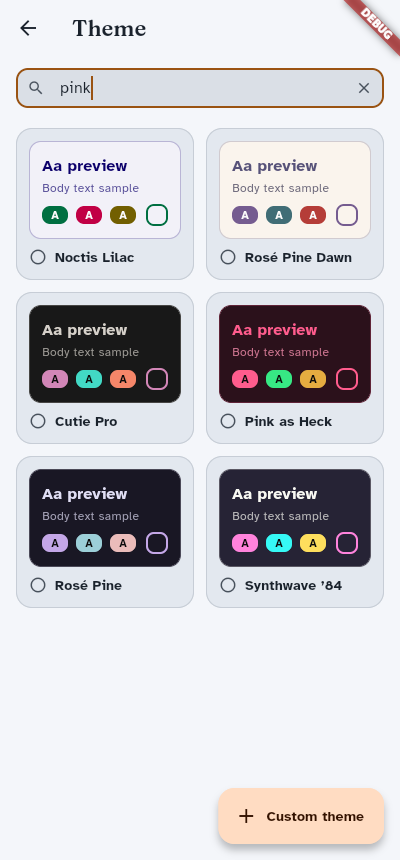 Theme
DEBUG
pink
Aa preview
Body text sample
A A A
Noctis Lilac
Aa preview
Body text sample
A A A
Rosé Pine Dawn
Aa preview
Body text sample
A A A
Cutie Pro
Aa preview
Body text sample
A A A
Pink as Heck
Aa preview
Body text sample
A A A
Rosé Pine
Aa preview
Body text sample
A A A
Synthwave ’84
Custom theme